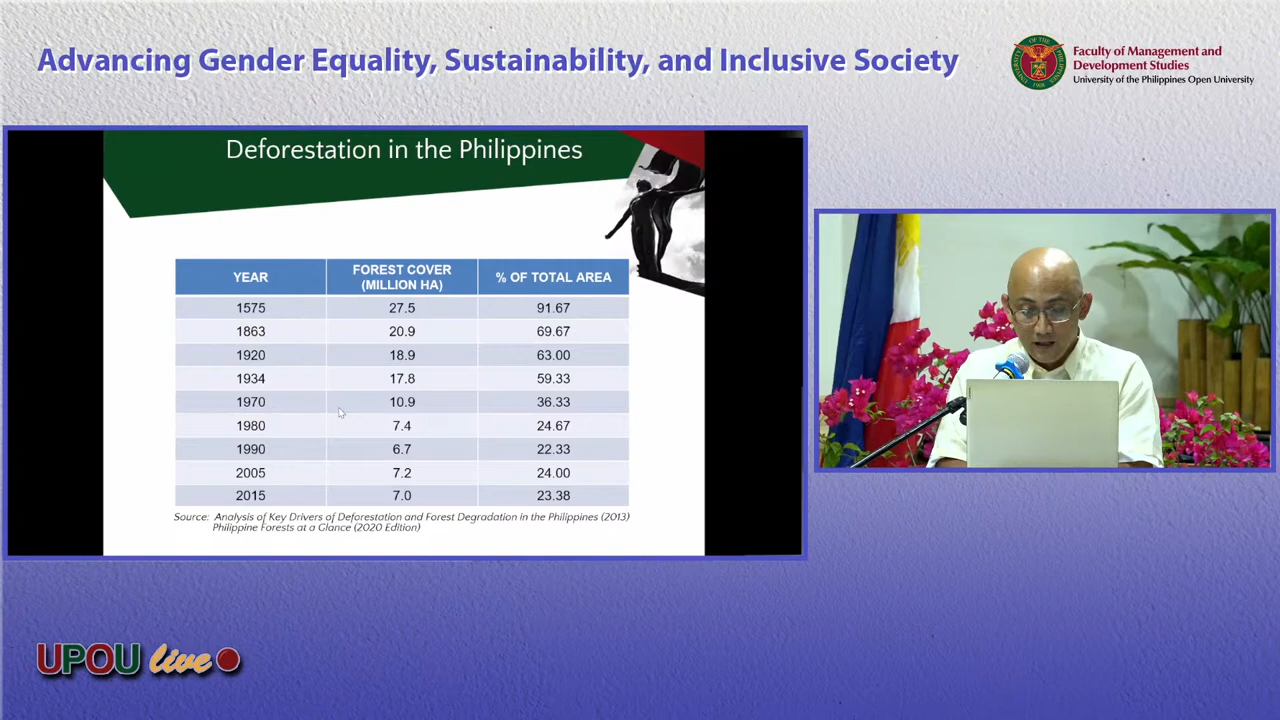 Advancing Gender Equality, Sustainability, and Inclusive Society
Faculty of Management and
Development Studies
University of the Philippines Open University
Deforestation in the Philippines
YEAR FOREST COVER (MILLION HA) % OF TOTAL AREA
1575 27.5 91.67
1863 20.9 69.67
1920 18.9 63.00
1934 17.8 59.33
1970 10.9 36.33
1980 7.4 24.67
1990 6.7 22.33
2005 7.2 24.00
2015 7.0 23.38
Source: Analysis of Key Drivers of Deforestation and Forest Degradation in the Philippines (2013)
Philippine Forests at a Glance (2020 Edition)
UPOU live